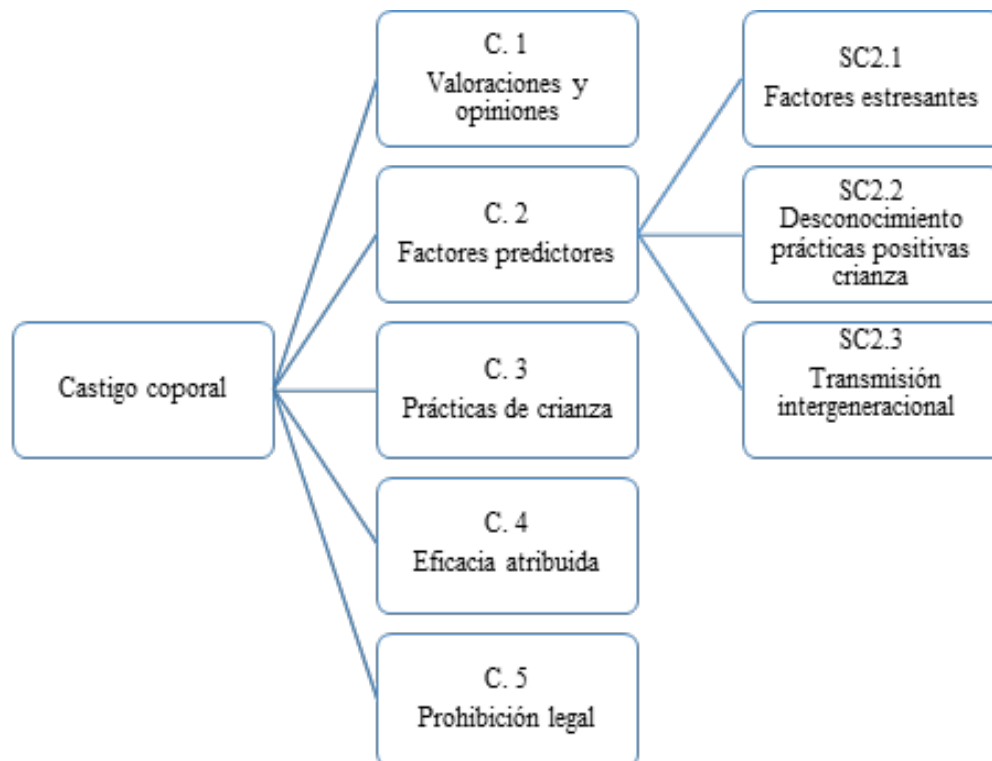 Castigo coporal
C. 1
Valoraciones y
opiniones
C. 2
Factores predictores
C. 3
Prácticas de crianza
C. 4
Eficacia atribuida
C. 5
Prohibición legal
SC2.1
Factores estresantes
SC2.2
Desconocimiento
prácticas positivas
crianza
SC2.3
Transmisión
intergeneracional